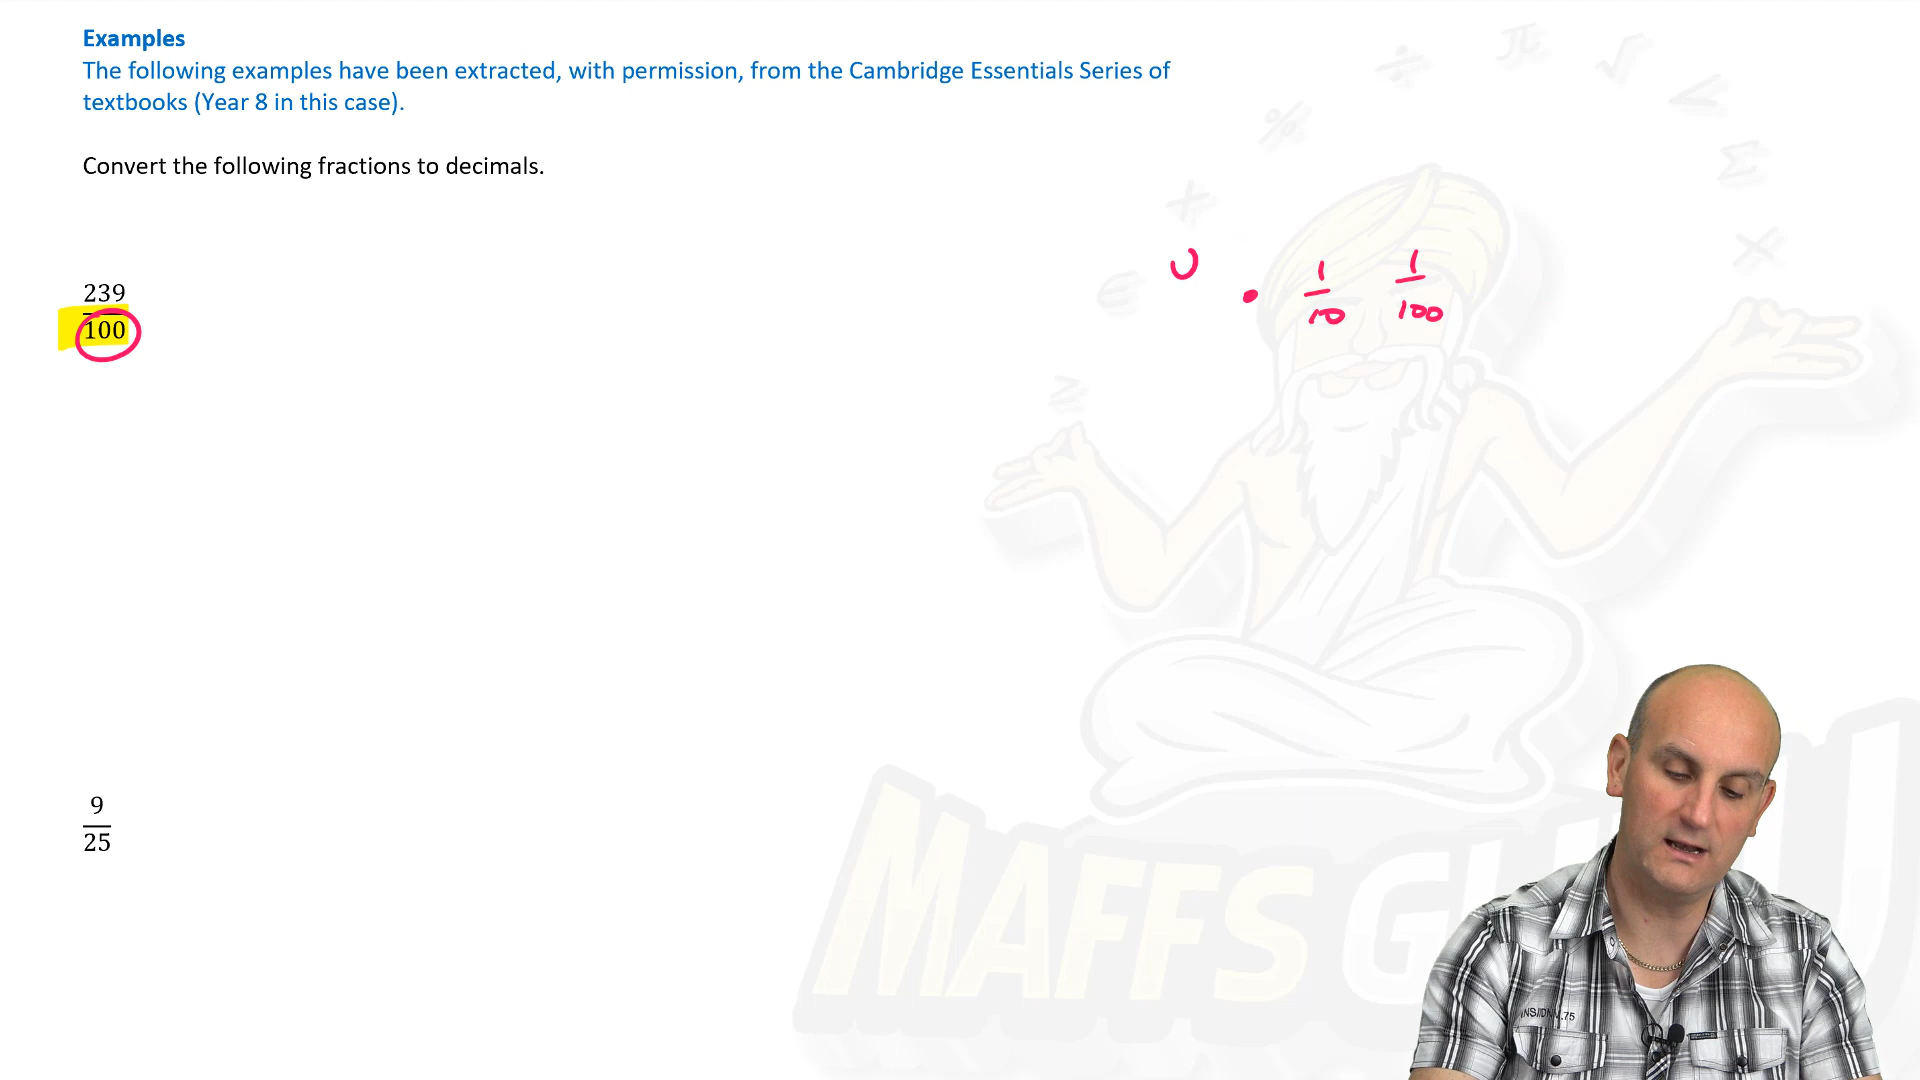 Examples
The following examples have been extracted, with permission, from the Cambridge Essentials Series of
textbooks (Year 8 in this case).
Convert the following fractions to decimals.
U . 1/10 1/100
239/100
9/25
MAFFS GU